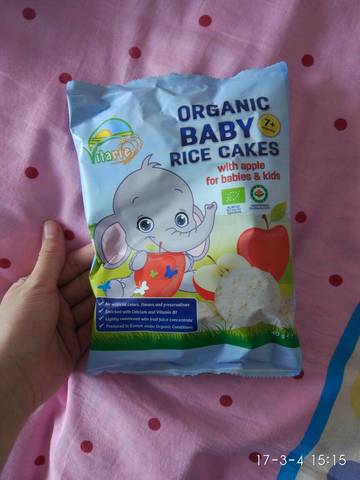 Vitarie
ORGANIC
BABY
7+
RICE CAKES
with apple
for babies & kids
No artificial colors, flavors and preservatives
Enriched with Calcium and Vitamin B1
Lightly sweetened with fruit juice concentrate
Produced in Europe under Organic Conditions
17-3-4 15:15